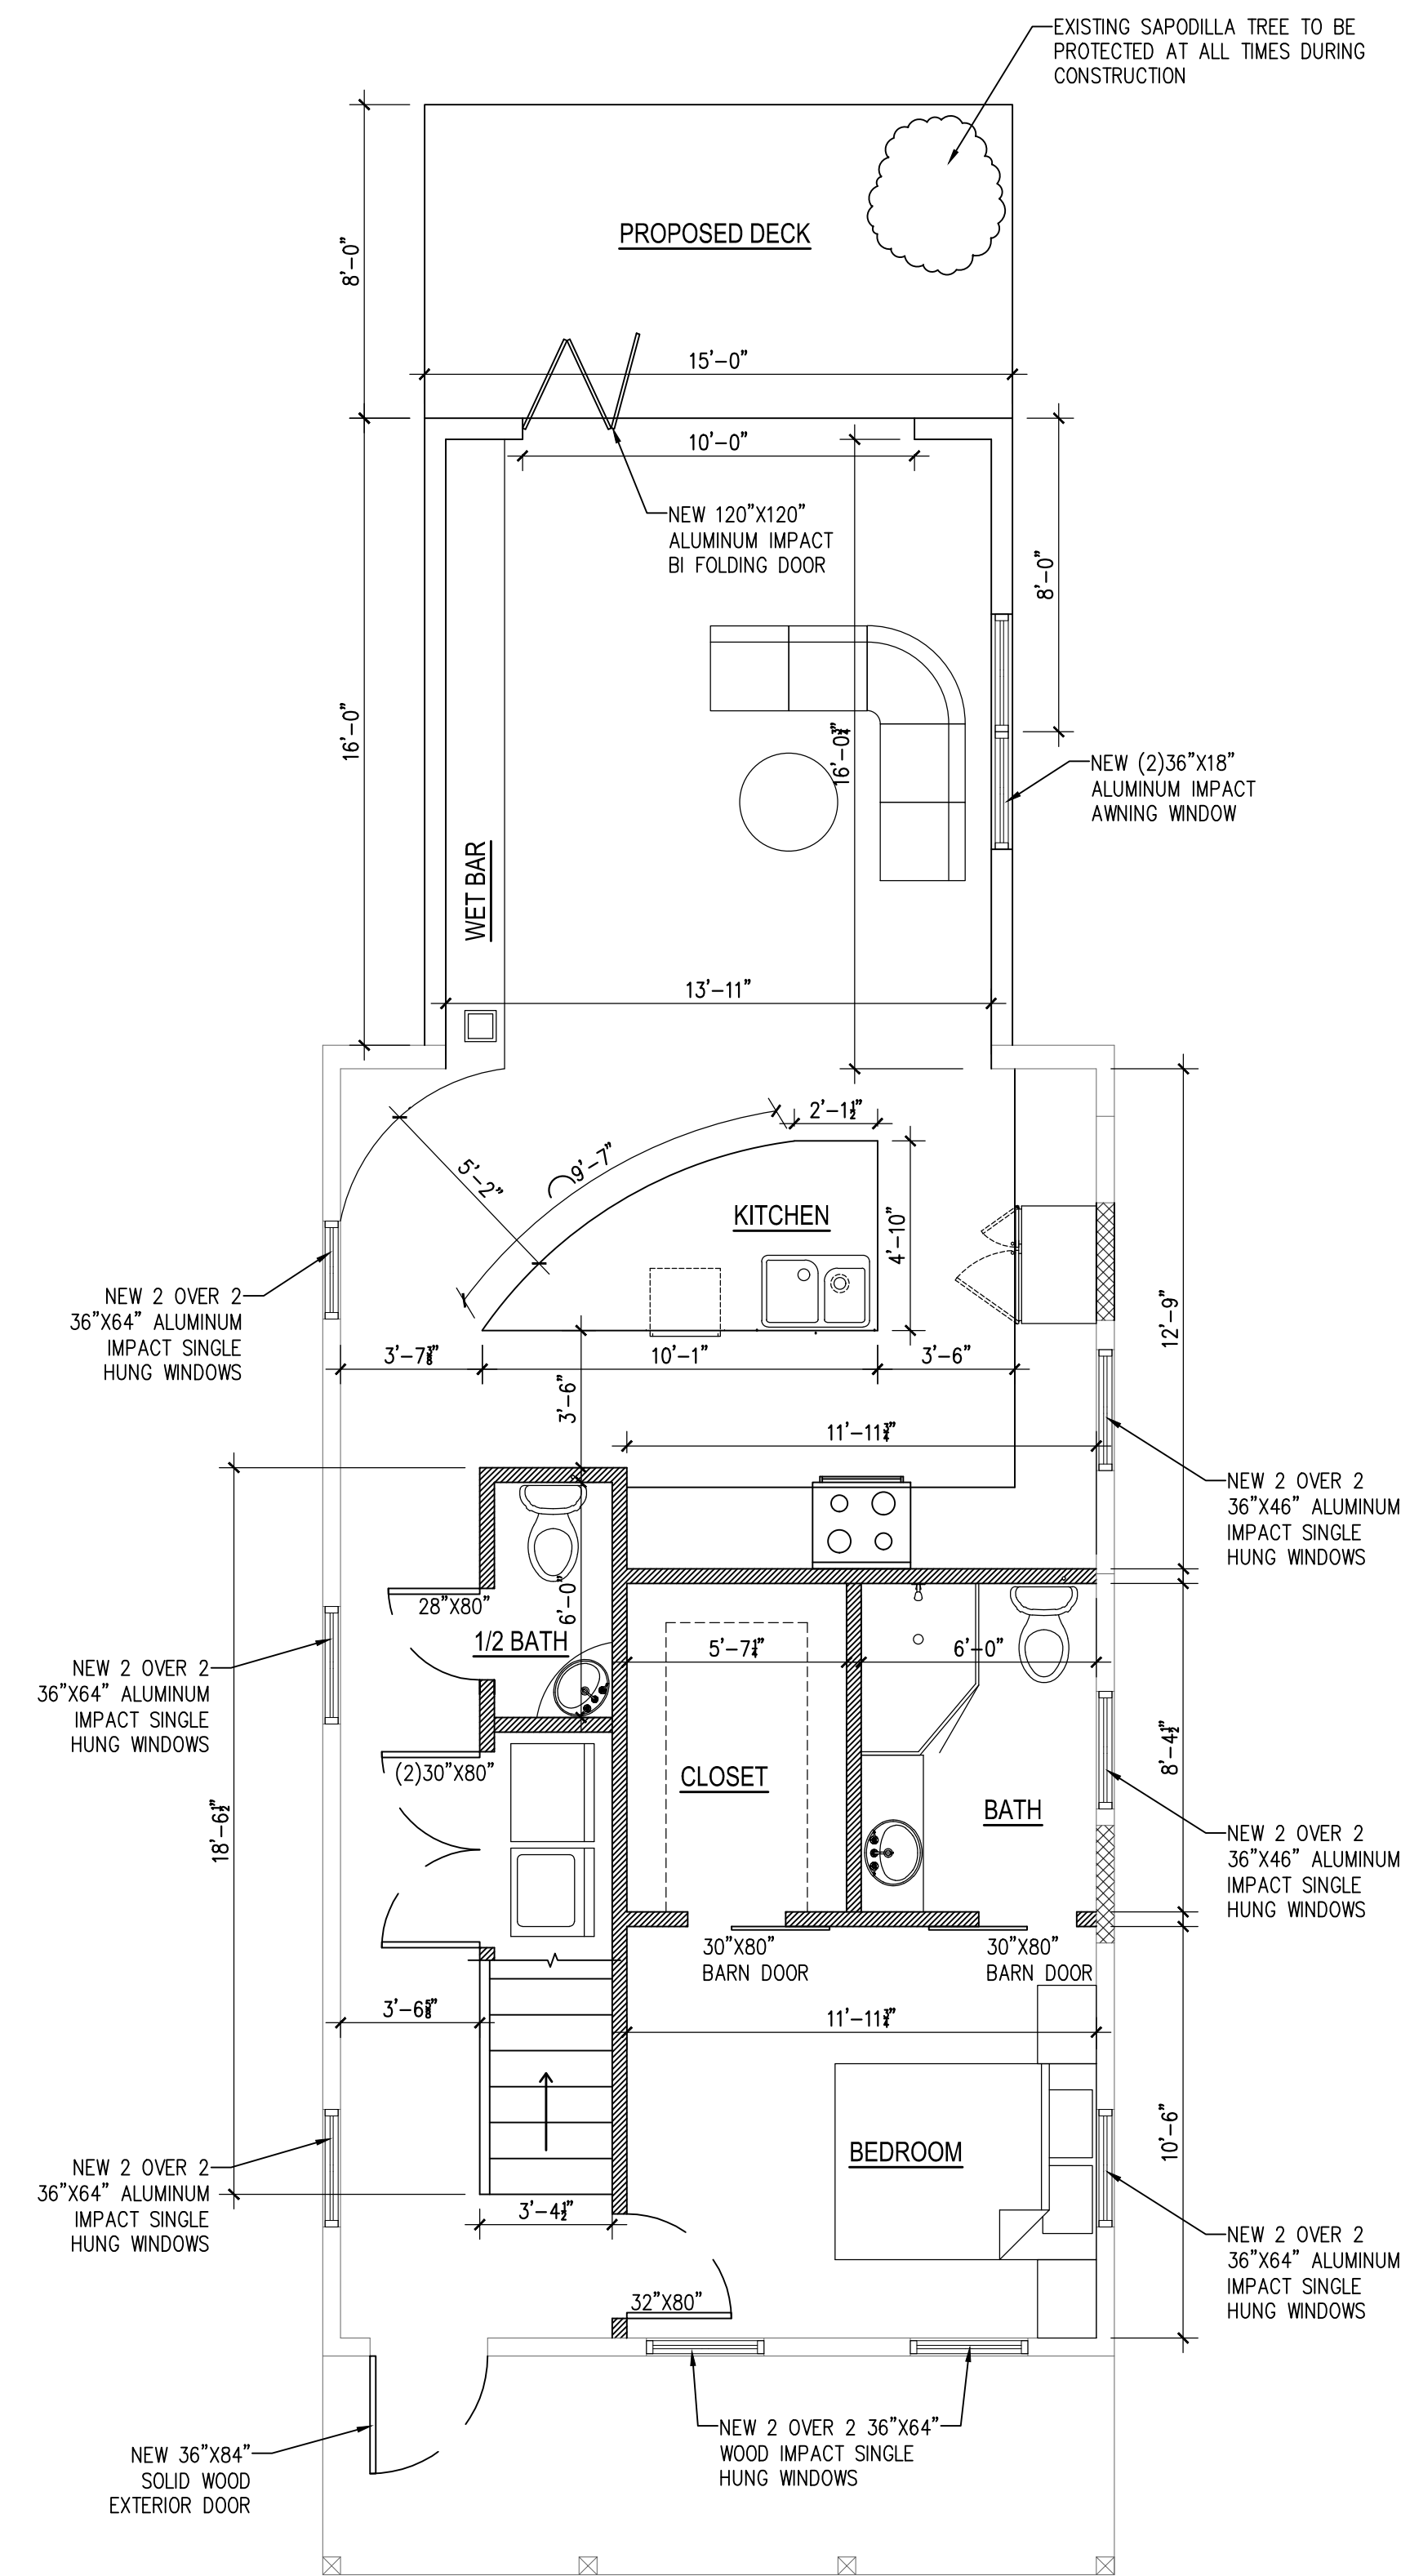 EXISTING SAPODILLA TREE TO BE
PROTECTED AT ALL TIMES DURING
CONSTRUCTION
PROPOSED DECK
8'-0"
15'-0"
10'-0"
NEW 120"X120"
ALUMINUM IMPACT
BI FOLDING DOOR
8'-0"
16'-0"
16'-0¾"
NEW (2)36"X18"
ALUMINUM IMPACT
AWNING WINDOW
WET BAR
13'-11"
2'-1½"
9'-7"
5'-2"
KITCHEN
4'-10"
NEW 2 OVER 2
36"X64" ALUMINUM
IMPACT SINGLE
HUNG WINDOWS
12'-9"
3'-7⅜"
10'-1"
3'-6"
3'-6"
11'-11¾"
NEW 2 OVER 2
36"X46" ALUMINUM
IMPACT SINGLE
HUNG WINDOWS
28"X80"
6'-0"
1/2 BATH
5'-7¼"
6'-0"
NEW 2 OVER 2
36"X64" ALUMINUM
IMPACT SINGLE
HUNG WINDOWS
(2)30"X80"
CLOSET
BATH
8'-4½"
18'-6½"
NEW 2 OVER 2
36"X46" ALUMINUM
IMPACT SINGLE
HUNG WINDOWS
30"X80"
BARN DOOR
30"X80"
BARN DOOR
3'-6⅝"
11'-11¾"
BEDROOM
10'-6"
NEW 2 OVER 2
36"X64" ALUMINUM
IMPACT SINGLE
HUNG WINDOWS
3'-4½"
NEW 2 OVER 2
36"X64" ALUMINUM
IMPACT SINGLE
HUNG WINDOWS
32"X80"
NEW 2 OVER 2 36"X64"
WOOD IMPACT SINGLE
HUNG WINDOWS
NEW 36"X84"
SOLID WOOD
EXTERIOR DOOR